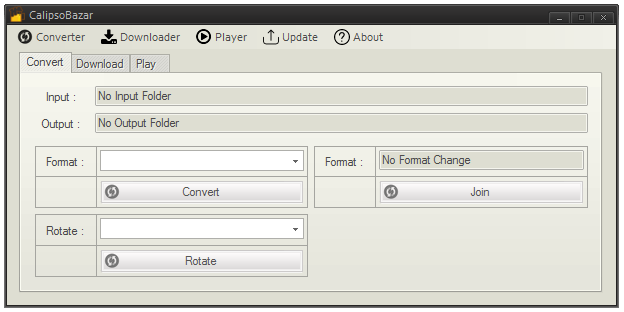 CalipsoBazar
Converter Downloader Player Update About
Convert Download Play
Input : No Input Folder
Output : No Output Folder
Format : Format : No Format Change
Convert Join
Rotate :
Rotate